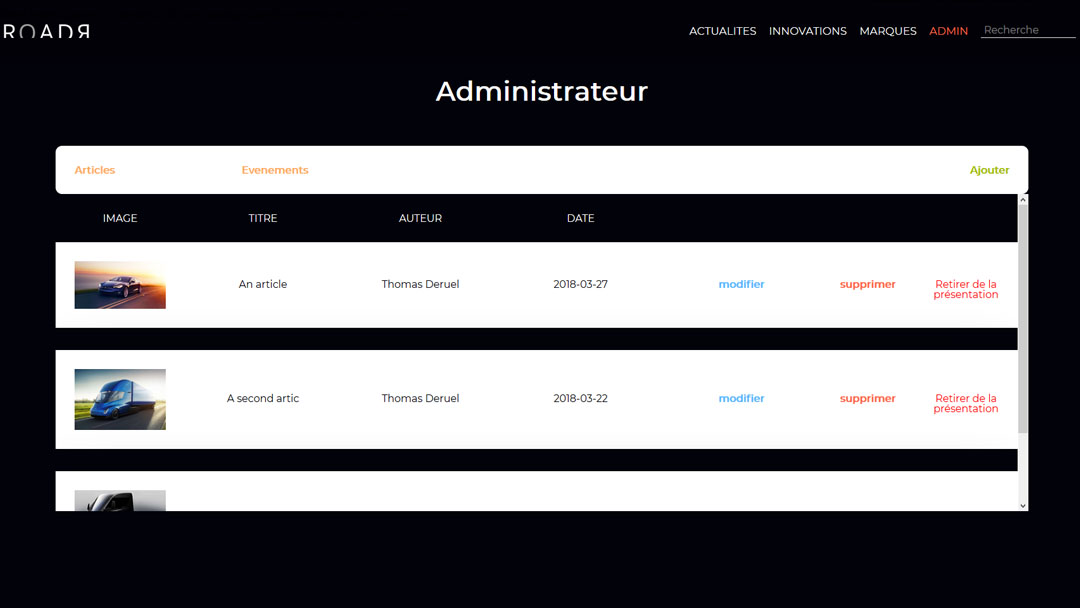 ROADR
ACTUALITES INNOVATIONS MARQUES ADMIN Recherche
Administrateur
Articles Evenements Ajouter
IMAGE TITRE AUTEUR DATE
An article Thomas Deruel 2018-03-27 modifier supprimer Retirer de la
présentation
A second artic Thomas Deruel 2018-03-22 modifier supprimer Retirer de la
présentation